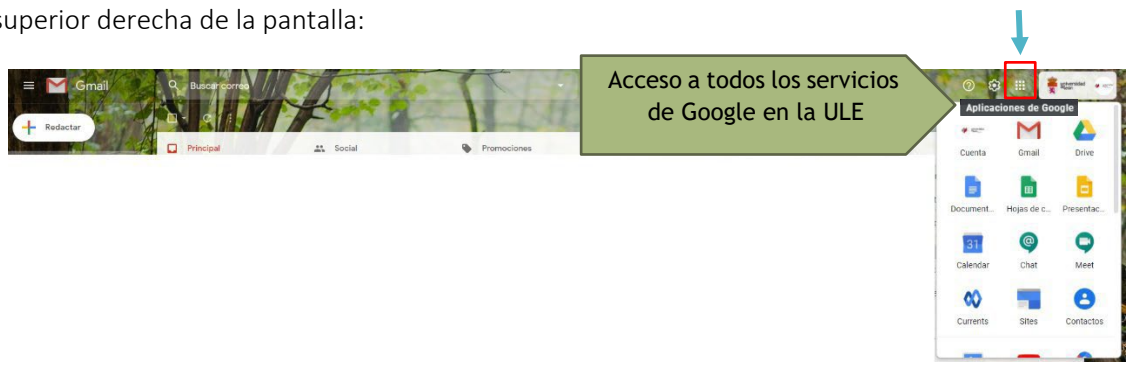 superior derecha de la pantalla:
Acceso a todos los servicios
de Google en la ULE
Gmail
Buscar correo
Redactar
Principal
Social
Promociones
universidad
Aplicaciones de Google
Cuenta
Gmail
Drive
Document...
Hojas de c...
Presentac...
31
Calendar
Chat
Meet
Currents
Sites
Contactos